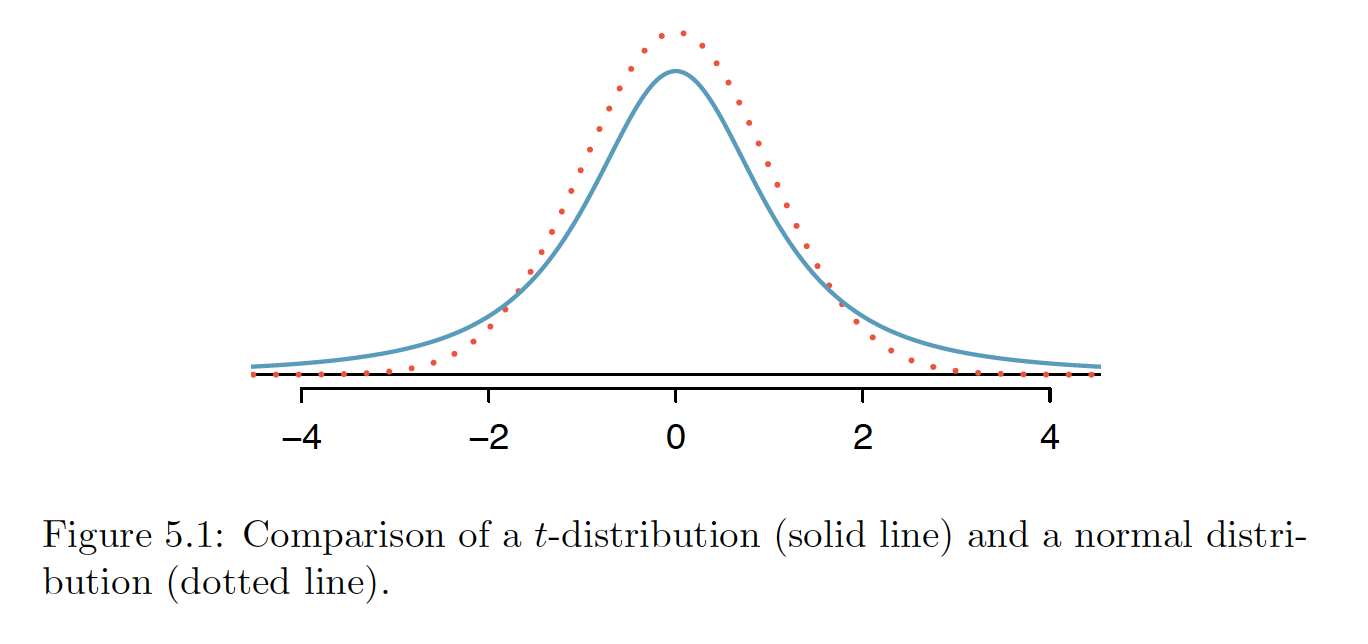 −4 −2 0 2 4
Figure 5.1: Comparison of a t-distribution (solid line) and a normal distri-
bution (dotted line).